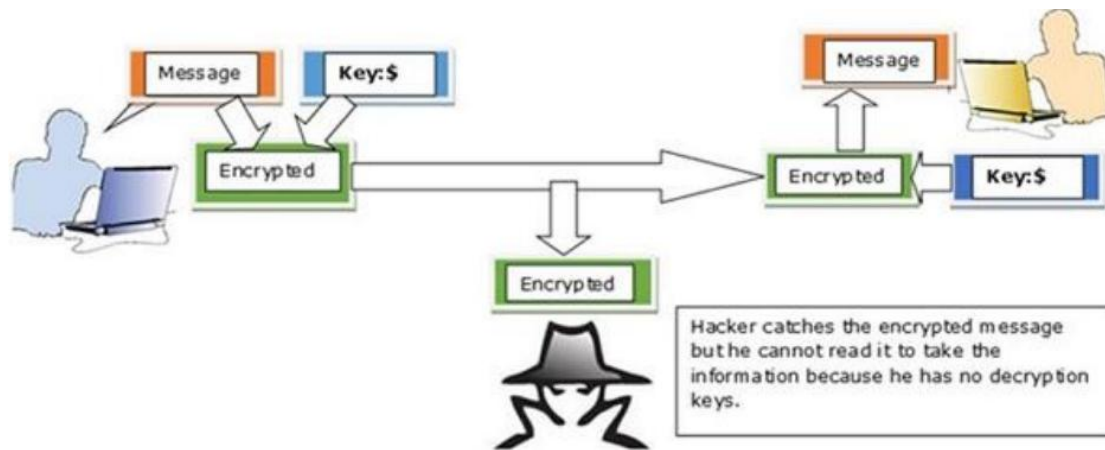 Message
Key:$
Encrypted
Message
Encrypted
Key:$
Encrypted
Hacker catches the encrypted message
but he cannot read it to take the
information because he has no decryption
keys.